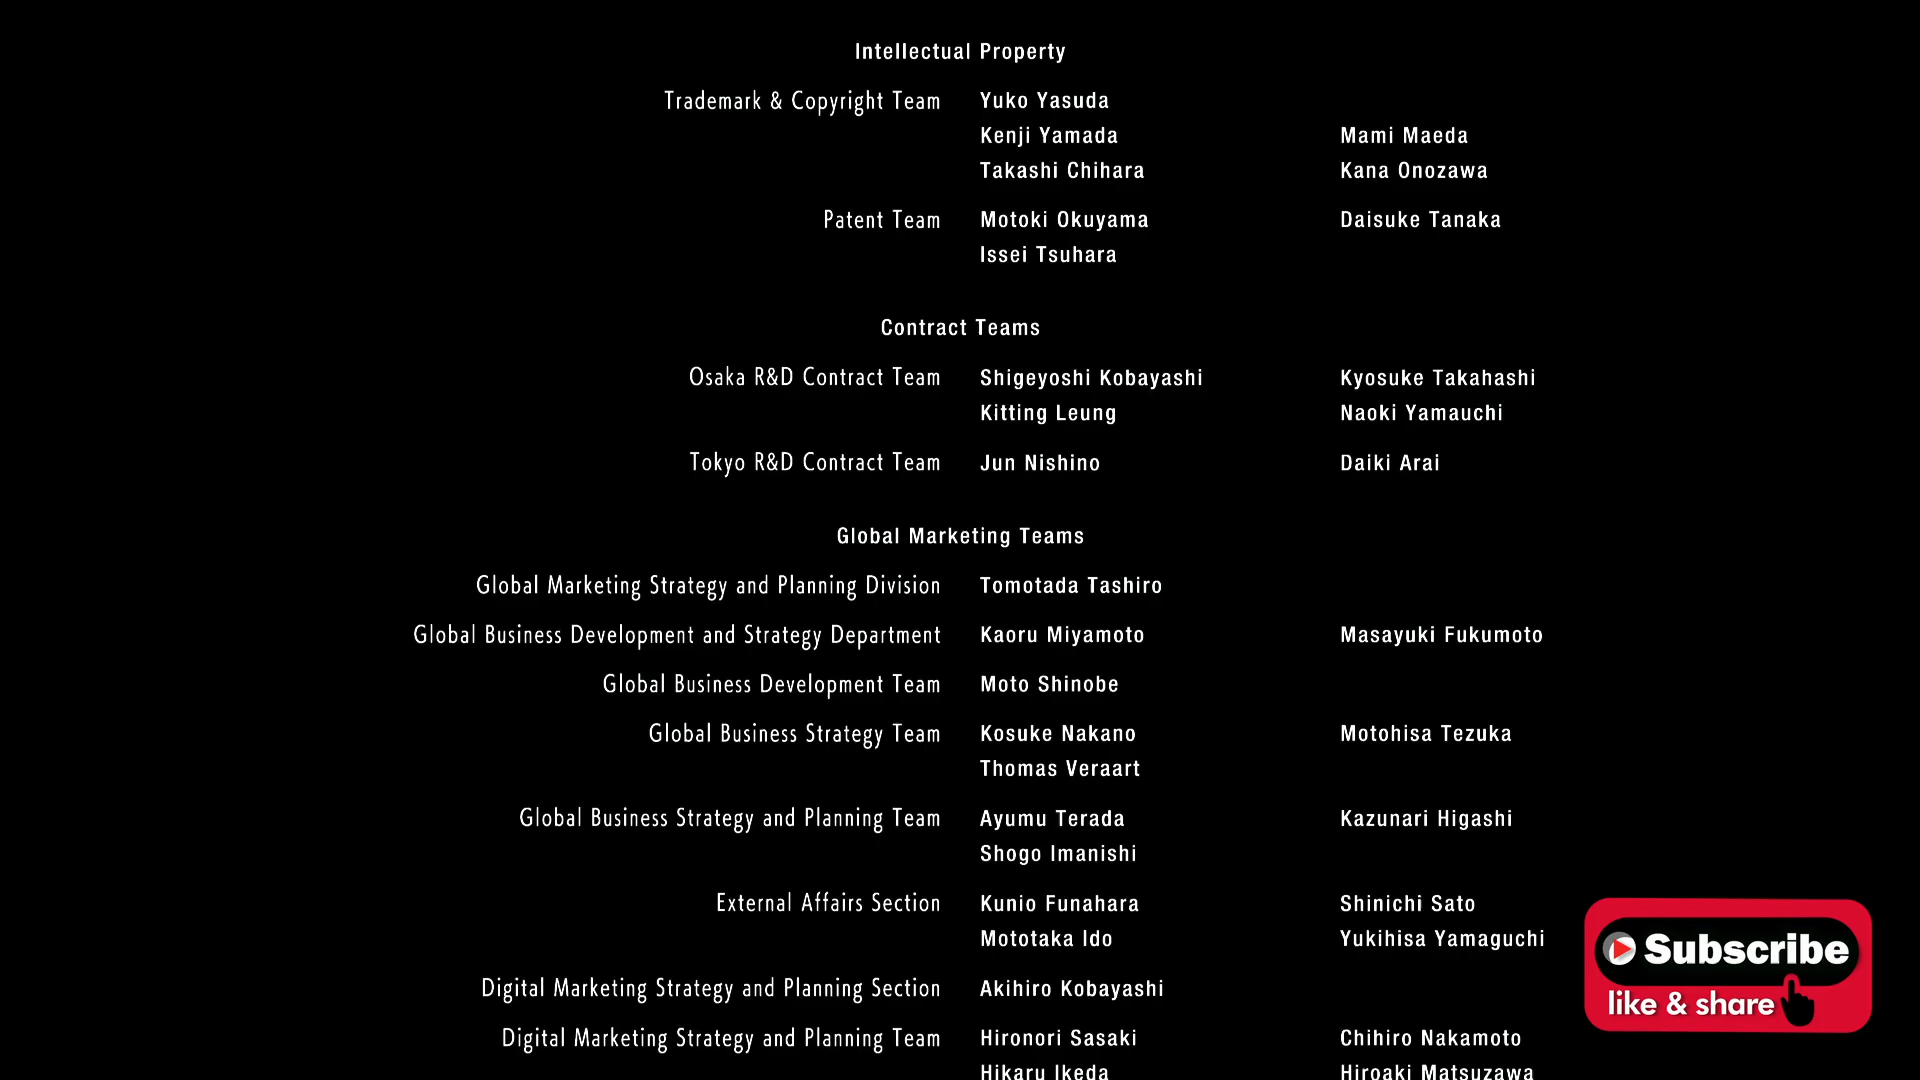 Intellectual Property
Trademark & Copyright Team Yuko Yasuda
Kenji Yamada Mami Maeda
Takashi Chihara Kana Onozawa
Patent Team Motoki Okuyama Daisuke Tanaka
Issei Tsuhara
Contract Teams
Osaka R&D Contract Team Shigeyoshi Kobayashi Kyosuke Takahashi
Kitting Leung Naoki Yamauchi
Tokyo R&D Contract Team Jun Nishino Daiki Arai
Global Marketing Teams
Global Marketing Strategy and Planning Division Tomotada Tashiro
Global Business Development and Strategy Department Kaoru Miyamoto Masayuki Fukumoto
Global Business Development Team Moto Shinobe
Global Business Strategy Team Kosuke Nakano Motohisa Tezuka
Thomas Veraart
Global Business Strategy and Planning Team Ayumu Terada Kazunari Higashi
Shogo Imanishi
External Affairs Section Kunio Funahara Shinichi Sato
Mototaka Ido Yukihisa Yamaguchi
Subscribe
like & share
Digital Marketing Strategy and Planning Section Akihiro Kobayashi
Digital Marketing Strategy and Planning Team Hironori Sasaki Chihiro Nakamoto
Hikaru Ikeda Hiroaki Matsuzawa